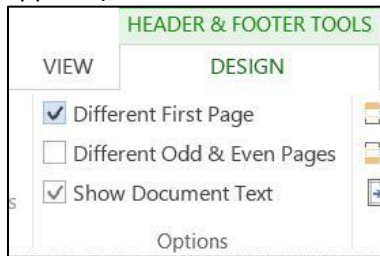 HEADER & FOOTER TOOLS
VIEW DESIGN
Different First Page
Different Odd & Even Pages
Show Document Text
Options